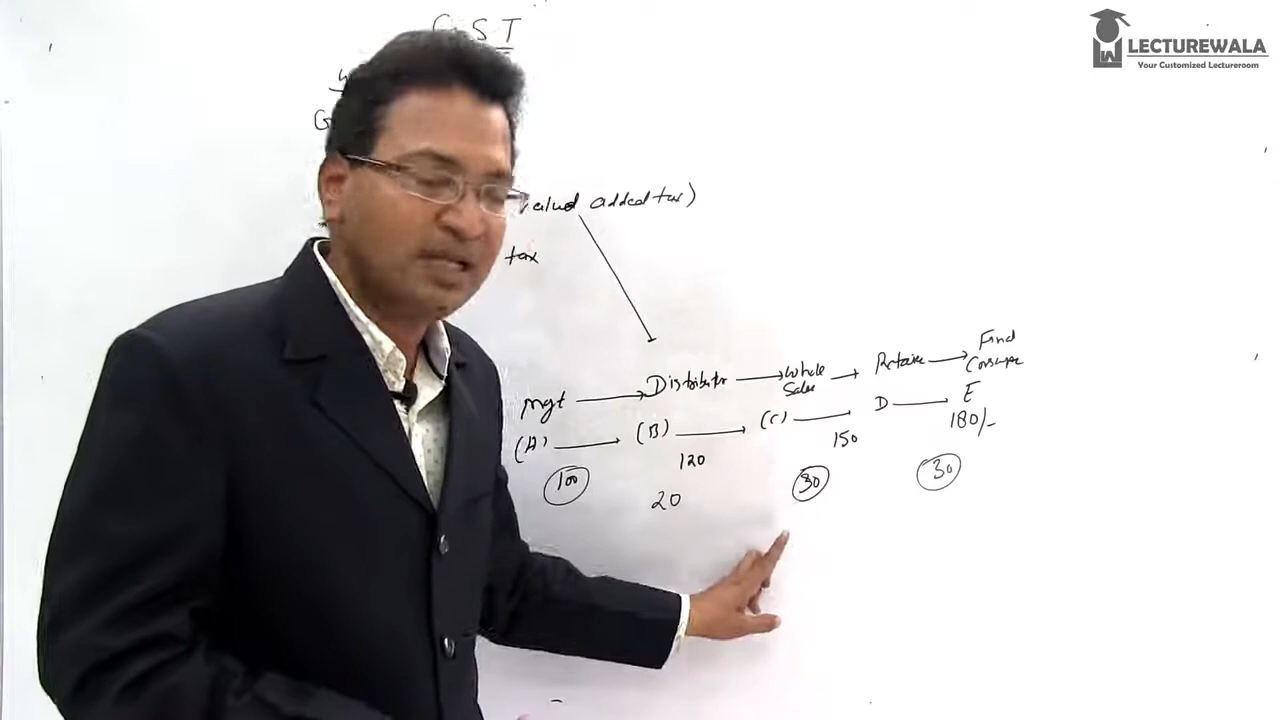 LECTUREWALA
Your Customized Lectureroom
GST
G
value added tax)
tax
Mgt Distributor Whole Sales Retailer Final Consumer
(A) (B) (C) D E
120 150 180/-
100 20 30 30